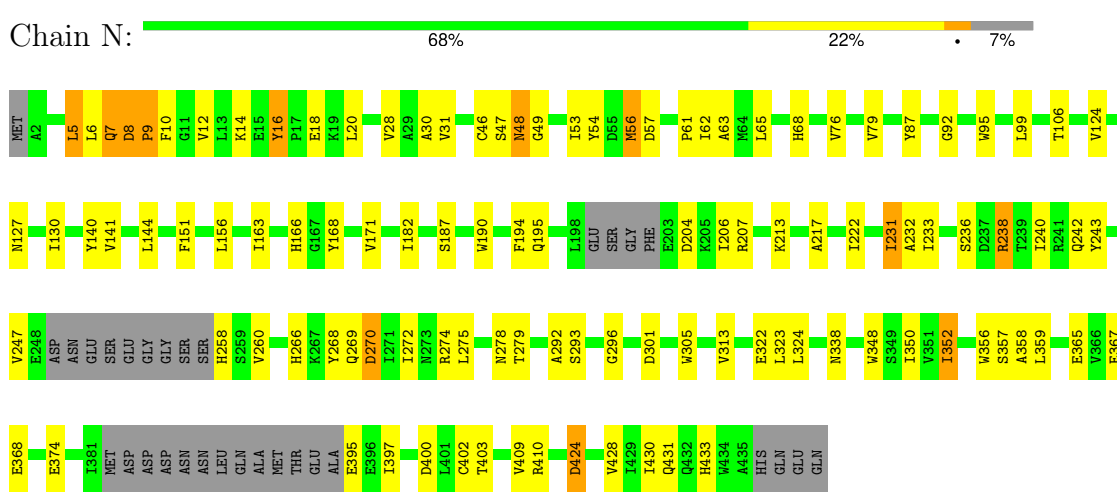 Chain N:
68% 22% • 7%
MET A2 L5 L6 Q7 D8 P9 F10 G11 V12 L13 K14 E15 Y16 P17 E18 K19 L20 V28 A29 A30 V31 C46 S47 N48 G49 I53 Y54 D55 M56 D57 P61 I62 A63 M64 L65 H68 V76 V79 Y87 G92 W95 L99 T106 V124
N127 I130 Y140 V141 L144 F151 L156 I163 H166 G167 Y168 V171 I182 S187 W190 F194 Q195 L198 GLU SER GLY PHE E203 D204 K205 I206 R207 K213 A217 I222 I231 A232 I233 S236 D237 R238 T239 I240 R241 Q242 Y243
V247 E248 ASP ASN GLU SER GLU GLY GLY SER SER H258 S259 V260 H266 K267 Y268 Q269 D270 I271 I272 N273 R274 L275 N278 T279 A292 S293 G296 D301 W305 V313 E322 L323 L324 N338 W348 S349 I350 V351 I352 W356 S357 A358 L359 E365 V366 E367
E368 E374 I381 MET ASP ASP ASP ASN ASN LEU GLN ALA MET THR GLU ALA E395 E396 I397 D400 L401 C402 T403 V409 R410 D424 V428 I429 I430 Q431 Q432 H433 W434 A435 HIS GLN GLU GLN